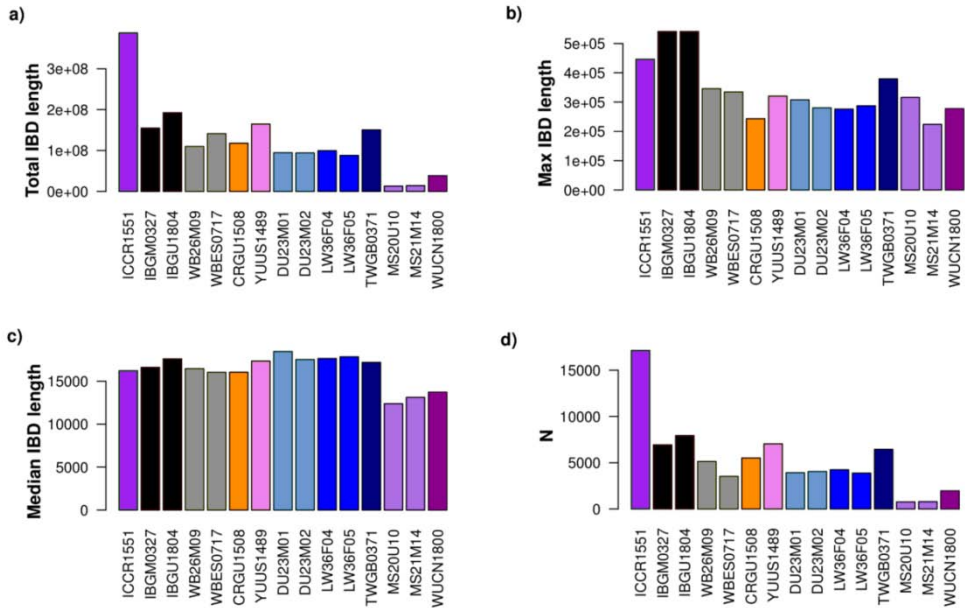 a)
Total IBD length
3e+08
2e+08
1e+08
0e+00
ICCR1551
IBGM0327
IBGU1804
WB26M09
WBES0717
CRGU1508
YUUS1489
DU23M01
DU23M02
LW36F04
LW36F05
TWGB0371
MS20U10
MS21M14
WUCN1800
b)
Max IBD length
5e+05
4e+05
3e+05
2e+05
1e+05
0e+00
ICCR1551
IBGM0327
IBGU1804
WB26M09
WBES0717
CRGU1508
YUUS1489
DU23M01
DU23M02
LW36F04
LW36F05
TWGB0371
MS20U10
MS21M14
WUCN1800
c)
Median IBD length
15000
10000
5000
0
ICCR1551
IBGM0327
IBGU1804
WB26M09
WBES0717
CRGU1508
YUUS1489
DU23M01
DU23M02
LW36F04
LW36F05
TWGB0371
MS20U10
MS21M14
WUCN1800
d)
N
15000
10000
5000
0
ICCR1551
IBGM0327
IBGU1804
WB26M09
WBES0717
CRGU1508
YUUS1489
DU23M01
DU23M02
LW36F04
LW36F05
TWGB0371
MS20U10
MS21M14
WUCN1800